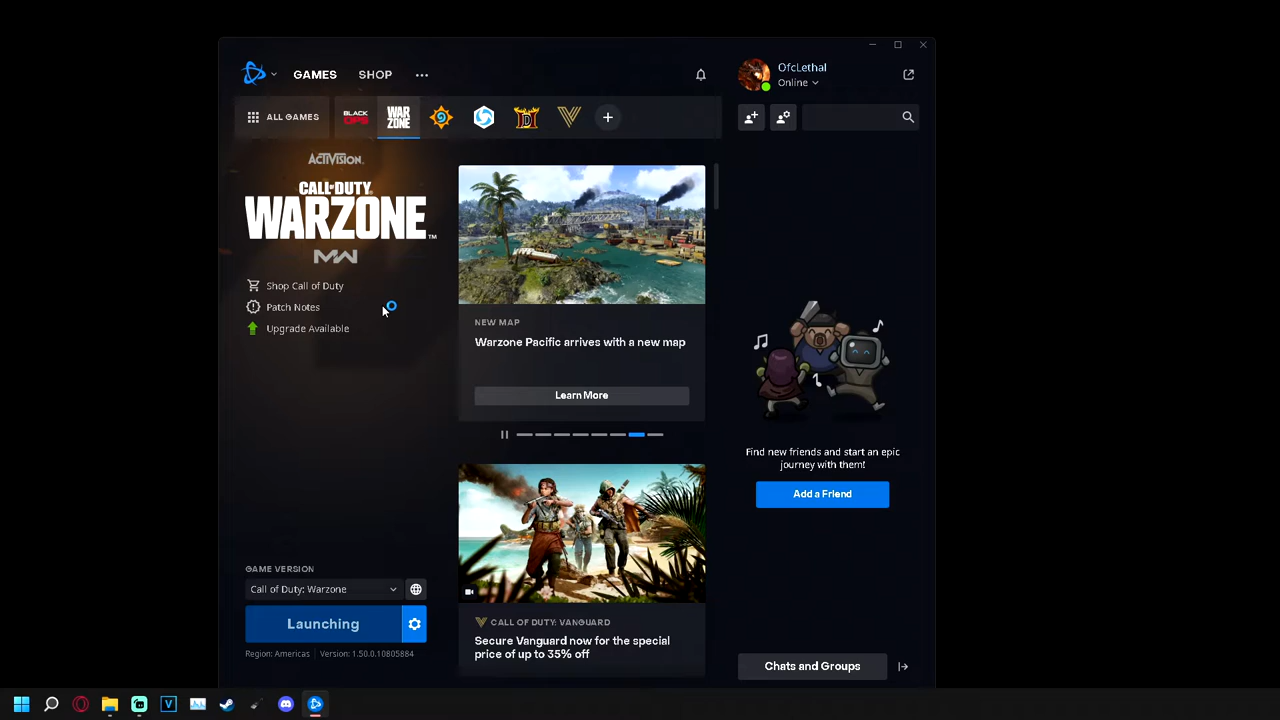 GAMES
SHOP
OfcLethal
Online
ALL GAMES
BLACK
OPS
WAR
ZONE
ACTIVISION
CALL OF DUTY
WARZONE™
MW
Shop Call of Duty
Patch Notes
Upgrade Available
NEW MAP
Warzone Pacific arrives with a new map
Learn More
Find new friends and start an epic
journey with them!
Add a Friend
GAME VERSION
Call of Duty: Warzone
Launching
Region: Americas | Version: 1.50.0.10805884
CALL OF DUTY: VANGUARD
Secure Vanguard now for the special
price of up to 35% off
Chats and Groups